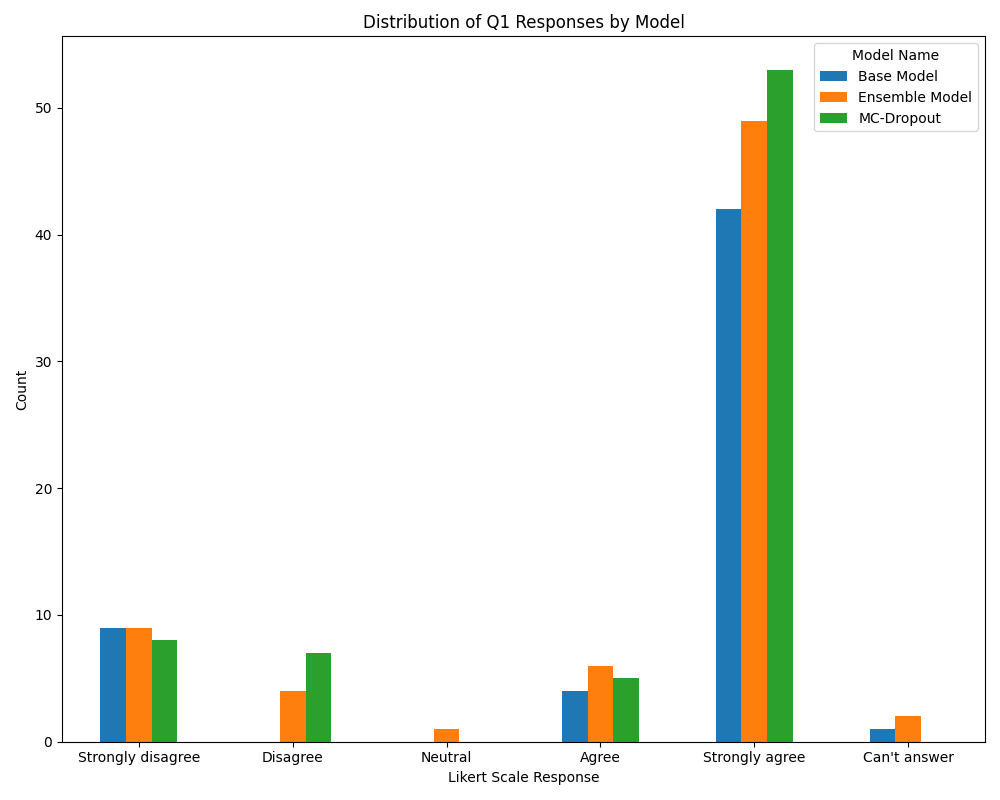 Distribution of Q1 Responses by Model
Model Name
Base Model
Ensemble Model
MC-Dropout
Count
50
40
30
20
10
0
Strongly disagree
Disagree
Neutral
Agree
Strongly agree
Can't answer
Likert Scale Response